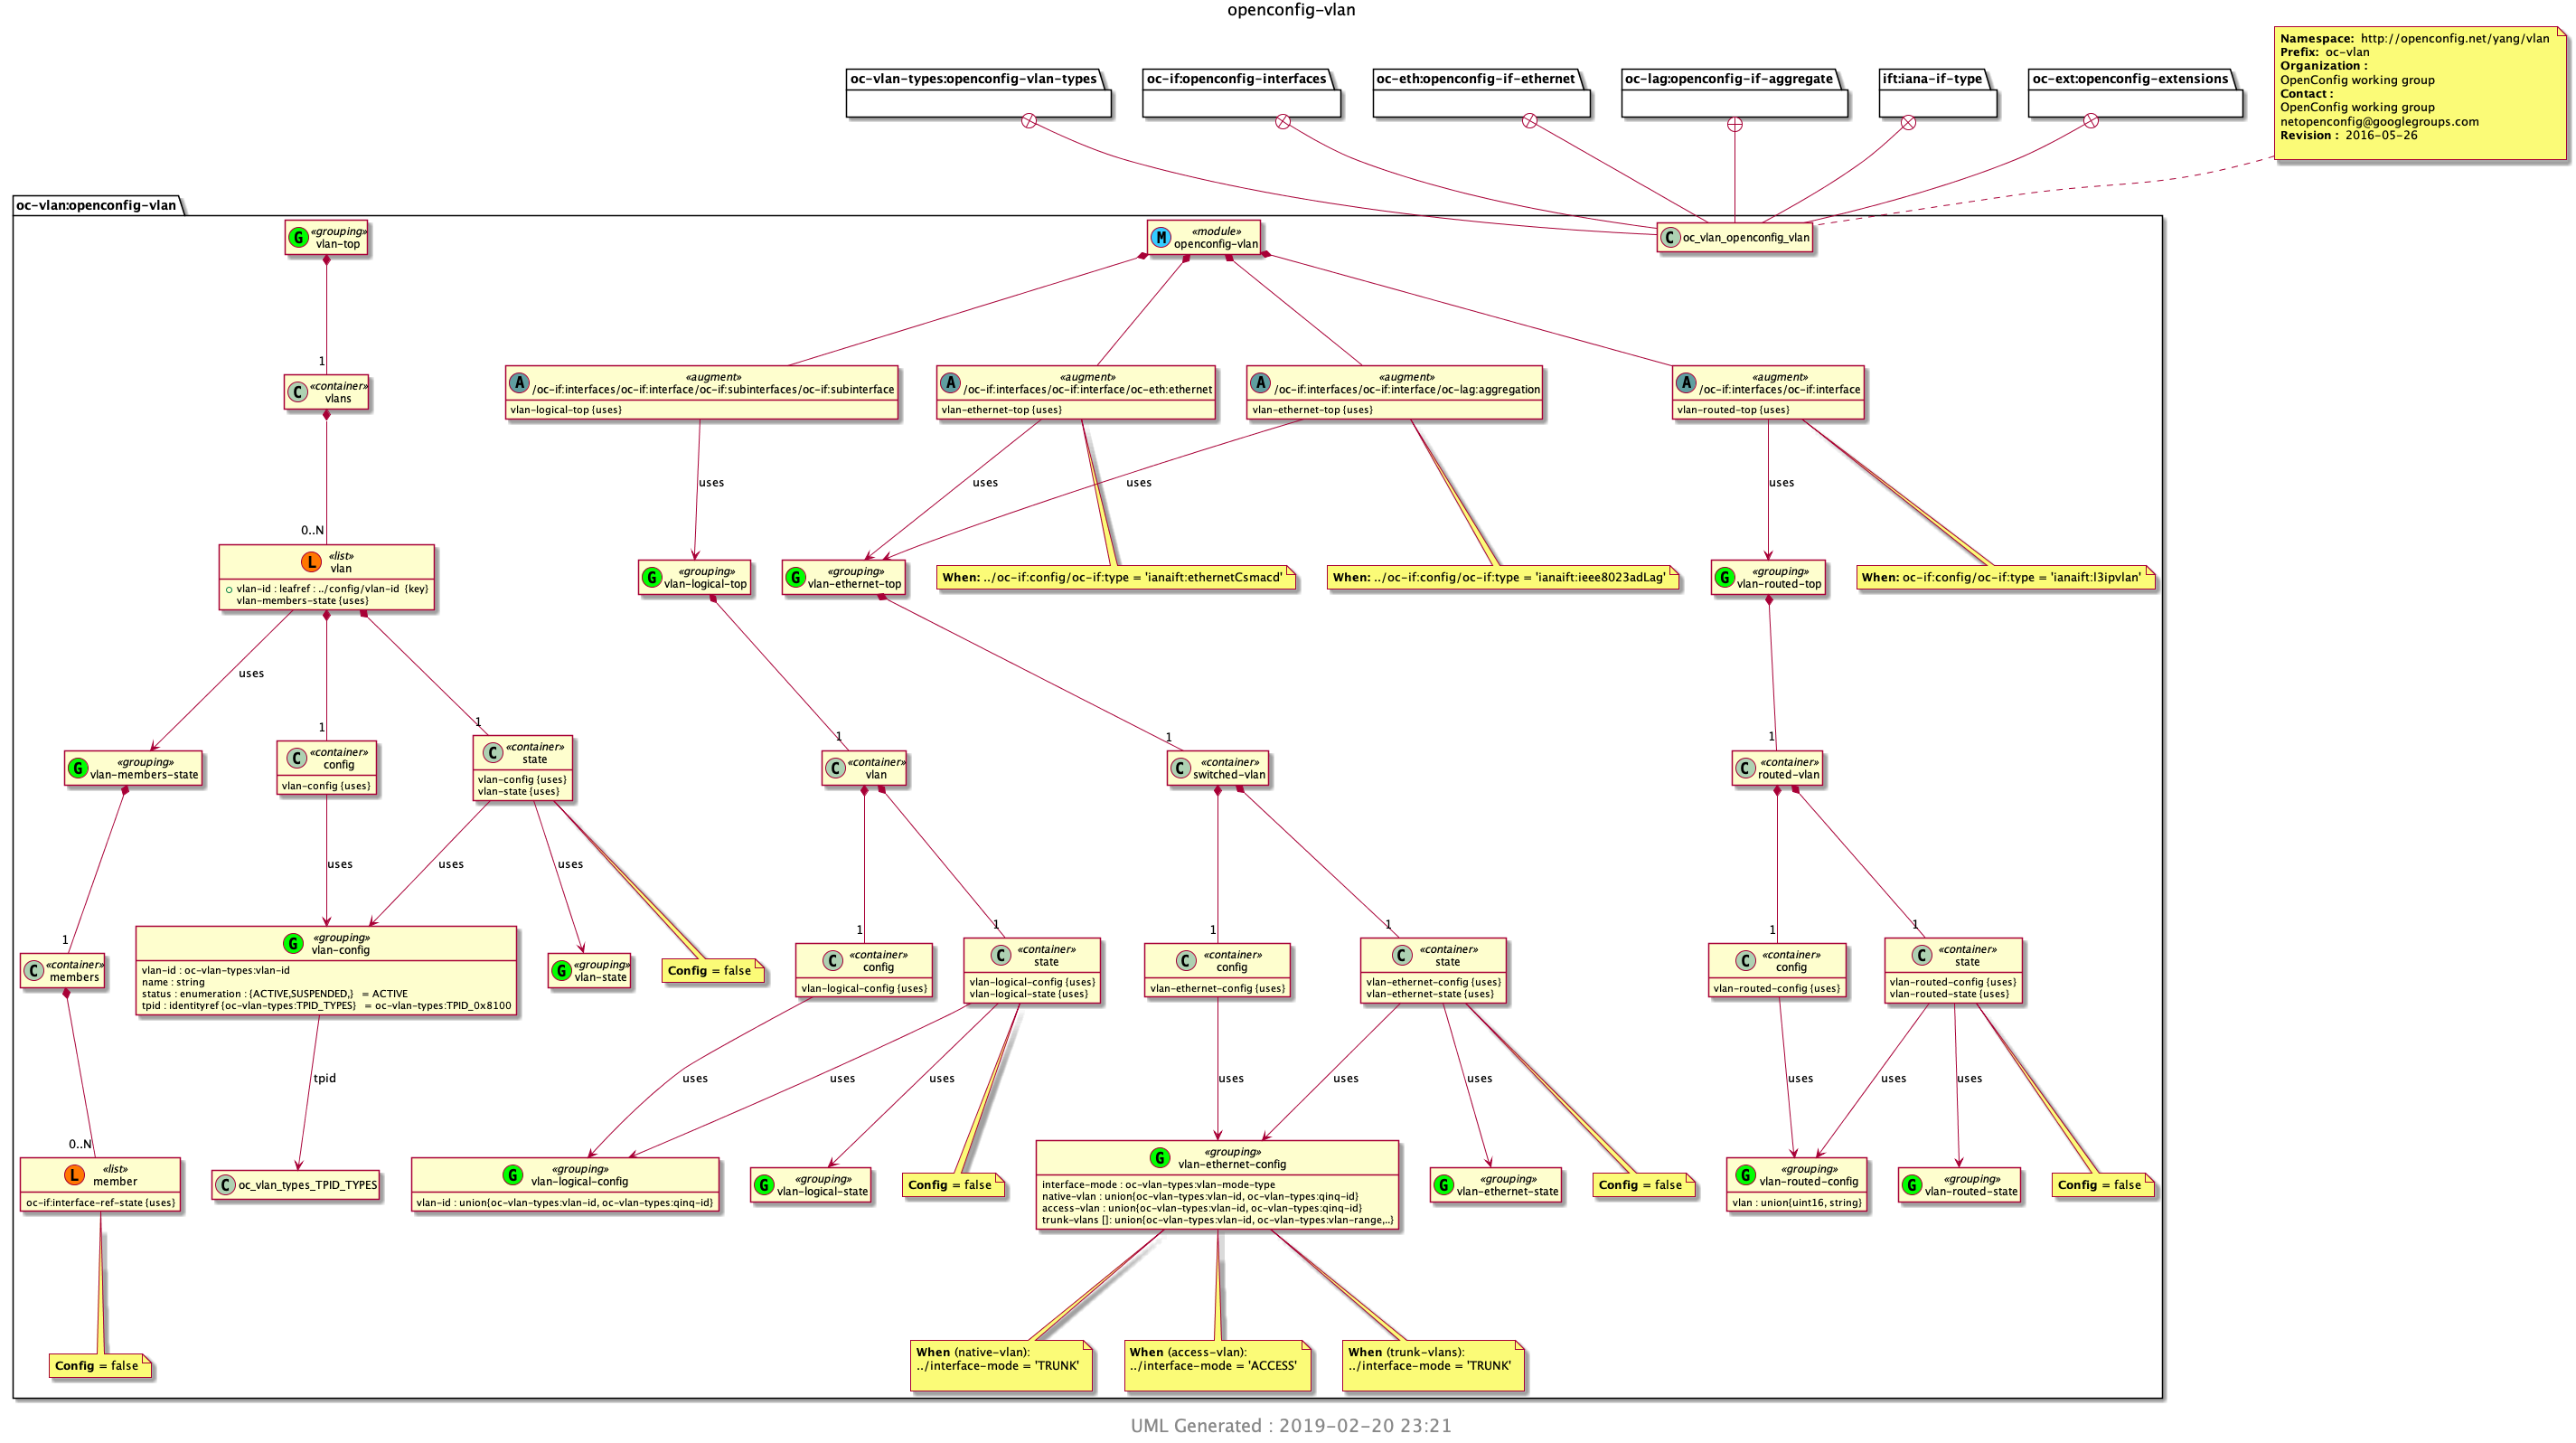 openconfig-vlan
Namespace: http://openconfig.net/yang/vlan
Prefix: oc-vlan
Organization :
OpenConfig working group
Contact :
OpenConfig working group
netopenconfig@googlegroups.com
Revision : 2016-05-26
oc-vlan-types:openconfig-vlan-types
oc-if:openconfig-interfaces
oc-eth:openconfig-if-ethernet
oc-lag:openconfig-if-aggregate
ift:iana-if-type
oc-ext:openconfig-extensions
oc-vlan:openconfig-vlan
G «grouping»
vlan-top
M «module»
openconfig-vlan
C oc_vlan_openconfig_vlan
1
C «container»
vlans
A «augment»
/oc-if:interfaces/oc-if:interface/oc-if:subinterfaces/oc-if:subinterface
vlan-logical-top {uses}
A «augment»
/oc-if:interfaces/oc-if:interface/oc-eth:ethernet
vlan-ethernet-top {uses}
A «augment»
/oc-if:interfaces/oc-if:interface/oc-lag:aggregation
vlan-ethernet-top {uses}
A «augment»
/oc-if:interfaces/oc-if:interface
vlan-routed-top {uses}
uses
uses
uses
uses
0..N
L «list»
vlan
vlan-id : leafref : ../config/vlan-id {key}
vlan-members-state {uses}
G «grouping»
vlan-logical-top
G «grouping»
vlan-ethernet-top
When: ../oc-if:config/oc-if:type = 'ianaift:ethernetCsmacd'
When: ../oc-if:config/oc-if:type = 'ianaift:ieee8023adLag'
G «grouping»
vlan-routed-top
When: oc-if:config/oc-if:type = 'ianaift:l3ipvlan'
uses
1
1
1
1
1
G «grouping»
vlan-members-state
C «container»
config
vlan-config {uses}
C «container»
state
vlan-config {uses}
vlan-state {uses}
C «container»
vlan
C «container»
switched-vlan
C «container»
routed-vlan
uses
uses
uses
1
1
1
1
1
1
1
C «container»
members
G «grouping»
vlan-config
vlan-id : oc-vlan-types:vlan-id
name : string
status : enumeration : {ACTIVE,SUSPENDED,} = ACTIVE
tpid : identityref {oc-vlan-types:TPID_TYPES} = oc-vlan-types:TPID_0x8100
G «grouping»
vlan-state
Config = false
C «container»
config
vlan-logical-config {uses}
C «container»
state
vlan-logical-config {uses}
vlan-logical-state {uses}
C «container»
config
vlan-ethernet-config {uses}
C «container»
state
vlan-ethernet-config {uses}
vlan-ethernet-state {uses}
C «container»
config
vlan-routed-config {uses}
C «container»
state
vlan-routed-config {uses}
vlan-routed-state {uses}
tpid
uses
uses
uses
uses
uses
uses
uses
uses
uses
0..N
L «list»
member
oc-if:interface-ref-state {uses}
C oc_vlan_types_TPID_TYPES
G «grouping»
vlan-logical-config
vlan-id : union{oc-vlan-types:vlan-id, oc-vlan-types:qinq-id}
G «grouping»
vlan-logical-state
Config = false
G «grouping»
vlan-ethernet-config
interface-mode : oc-vlan-types:vlan-mode-type
native-vlan : union{oc-vlan-types:vlan-id, oc-vlan-types:qinq-id}
access-vlan : union{oc-vlan-types:vlan-id, oc-vlan-types:qinq-id}
trunk-vlans []: union{oc-vlan-types:vlan-id, oc-vlan-types:vlan-range,..}
G «grouping»
vlan-ethernet-state
Config = false
G «grouping»
vlan-routed-config
vlan : union{uint16, string}
G «grouping»
vlan-routed-state
Config = false
Config = false
When (native-vlan):
../interface-mode = 'TRUNK'
When (access-vlan):
../interface-mode = 'ACCESS'
When (trunk-vlans):
../interface-mode = 'TRUNK'
UML Generated : 2019-02-20 23:21